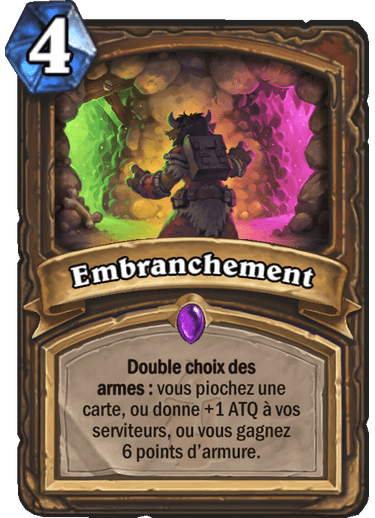 4
Embranchement
Double choix des
armes : vous piochez une
carte, ou donne +1 ATQ à vos
serviteurs, ou vous gagnez
6 points d’armure.